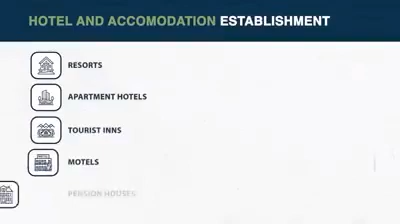 HOTEL AND ACCOMODATION ESTABLISHMENT
RESORTS
APARTMENT HOTELS
TOURIST INNS
MOTELS
PENSION HOUSES